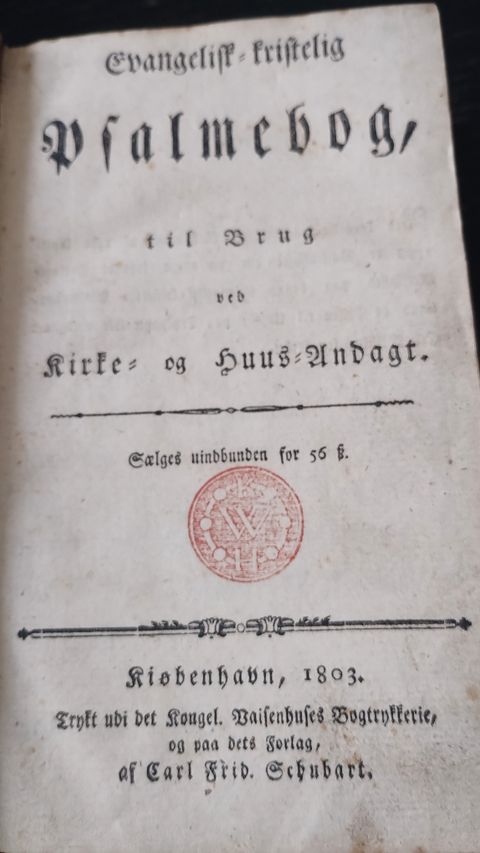 Evangelisk-kristelig
Psalmebog,
til Brug
ved
Kirke- og Huus-Andagt.
Sælges uindbunden for 56 ß.
K
W
H
Kiøbenhavn, 1803.
Trykt udi det Kongel. Vaisenhuses Bogtrykkerie,
og paa dets Forlag,
af Carl Frid. Schubart.